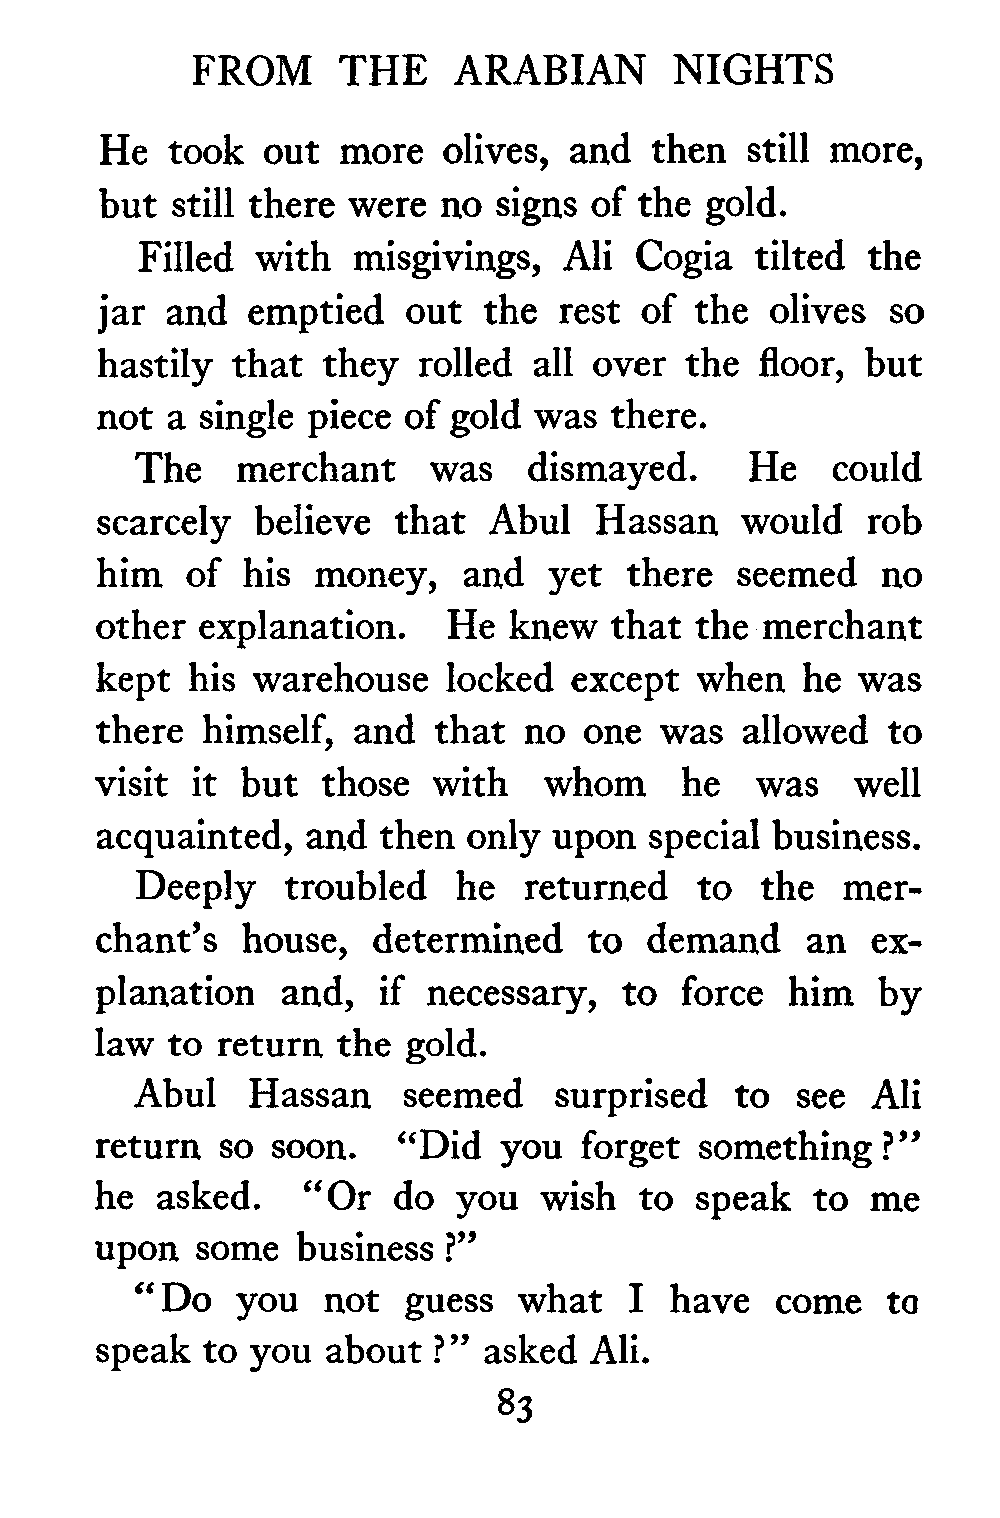 FROM THE ARABIAN NIGHTS
He took out more olives, and then still more,
but still there were no signs of the gold.
Filled with misgivings, Ali Cogia tilted the
jar and emptied out the rest of the olives so
hastily that they rolled all over the floor, but
not a single piece of gold was there.
The merchant was dismayed. He could
scarcely believe that Abul Hassan would rob
him of his money, and yet there seemed no
other explanation. He knew that the merchant
kept his warehouse locked except when he was
there himself, and that no one was allowed to
visit it but those with whom he was well
acquainted, and then only upon special business.
Deeply troubled he returned to the mer-
chant's house, determined to demand an ex-
planation and, if necessary, to force him by
law to return the gold.
Abul Hassan seemed surprised to see Ali
return so soon. "Did you forget something?"
he asked. "Or do you wish to speak to me
upon some business?"
"Do you not guess what I have come to
speak to you about?" asked Ali.
83